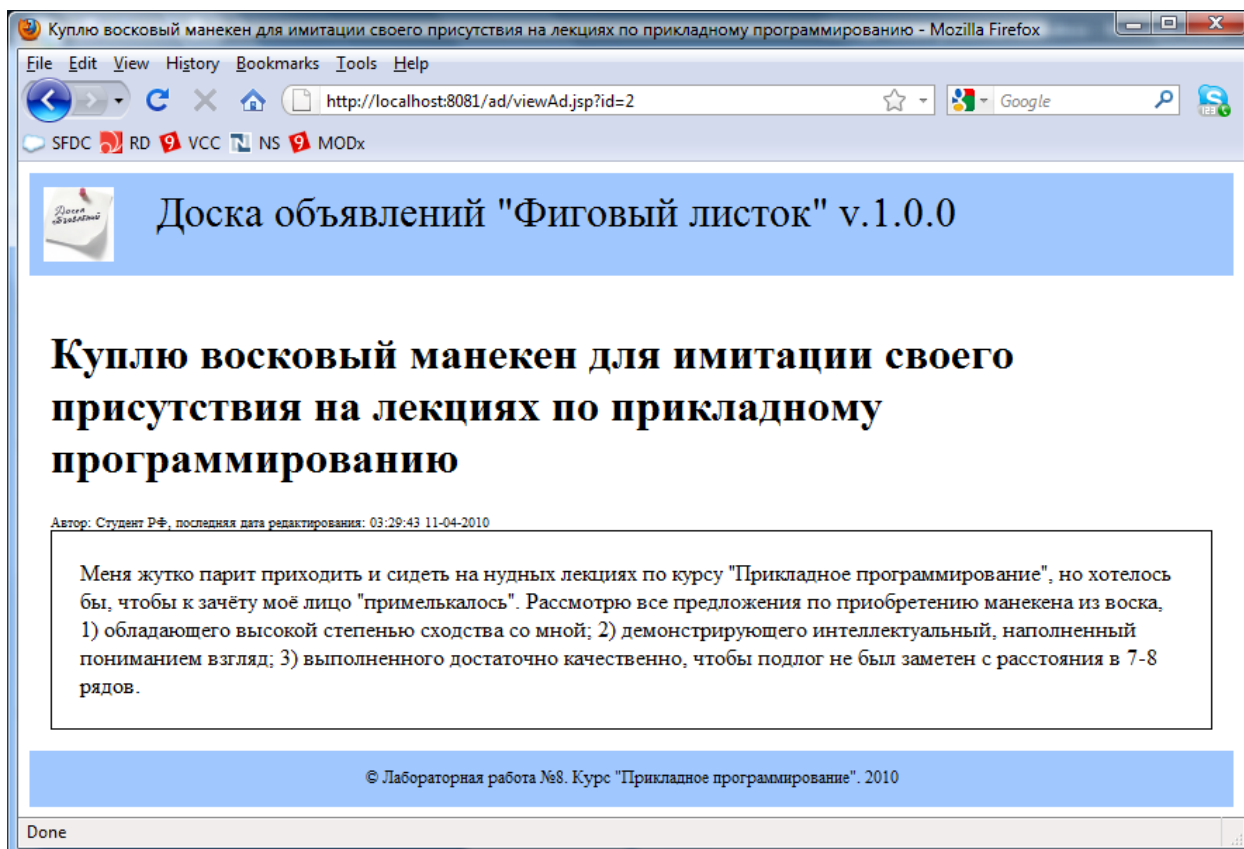 Куплю восковый манекен для имитации своего присутствия на лекциях по прикладному программированию - Mozilla Firefox
File Edit View History Bookmarks Tools Help
http://localhost:8081/ad/viewAd.jsp?id=2
Google
SFDC RD 9 VCC N NS 9 MODx
Доска объявлений
Доска объявлений "Фиговый листок" v.1.0.0
Куплю восковый манекен для имитации своего
присутствия на лекциях по прикладному
программированию
Автор: Студент РФ, последняя дата редактирования: 03:29:43 11-04-2010
Меня жутко парит приходить и сидеть на нудных лекциях по курсу "Прикладное программирование", но хотелось
бы, чтобы к зачёту моё лицо "примелькалось". Рассмотрю все предложения по приобретению манекена из воска,
1) обладающего высокой степенью сходства со мной; 2) демонстрирующего интеллектуальный, наполненный
пониманием взгляд; 3) выполненного достаточно качественно, чтобы подлог не был заметен с расстояния в 7-8
рядов.
© Лабораторная работа №8. Курс "Прикладное программирование". 2010
Done